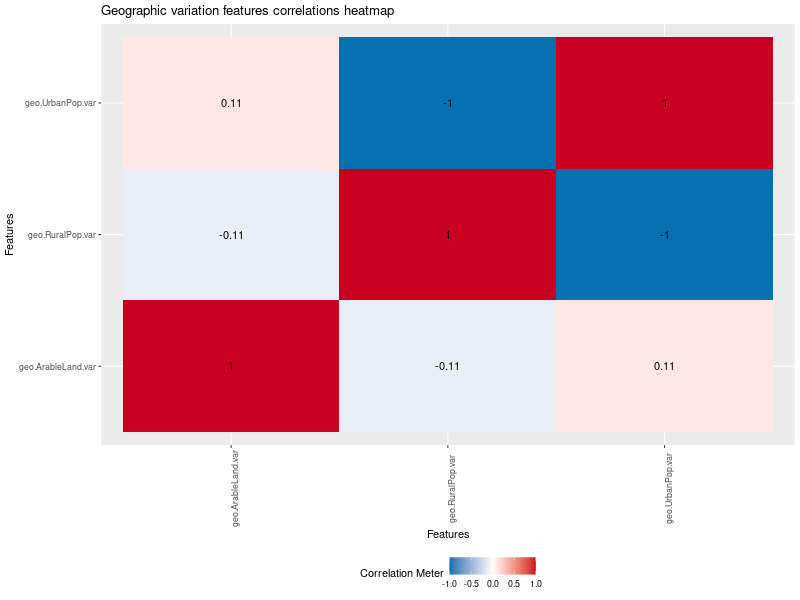 Geographic variation features correlations heatmap
Features
geo.UrbanPop.var
0.11
-1
1
geo.RuralPop.var
-0.11
1
-1
geo.ArableLand.var
1
-0.11
0.11
geo.ArableLand.var
geo.RuralPop.var
geo.UrbanPop.var
Features
Correlation Meter
-1.0 -0.5 0.0 0.5 1.0